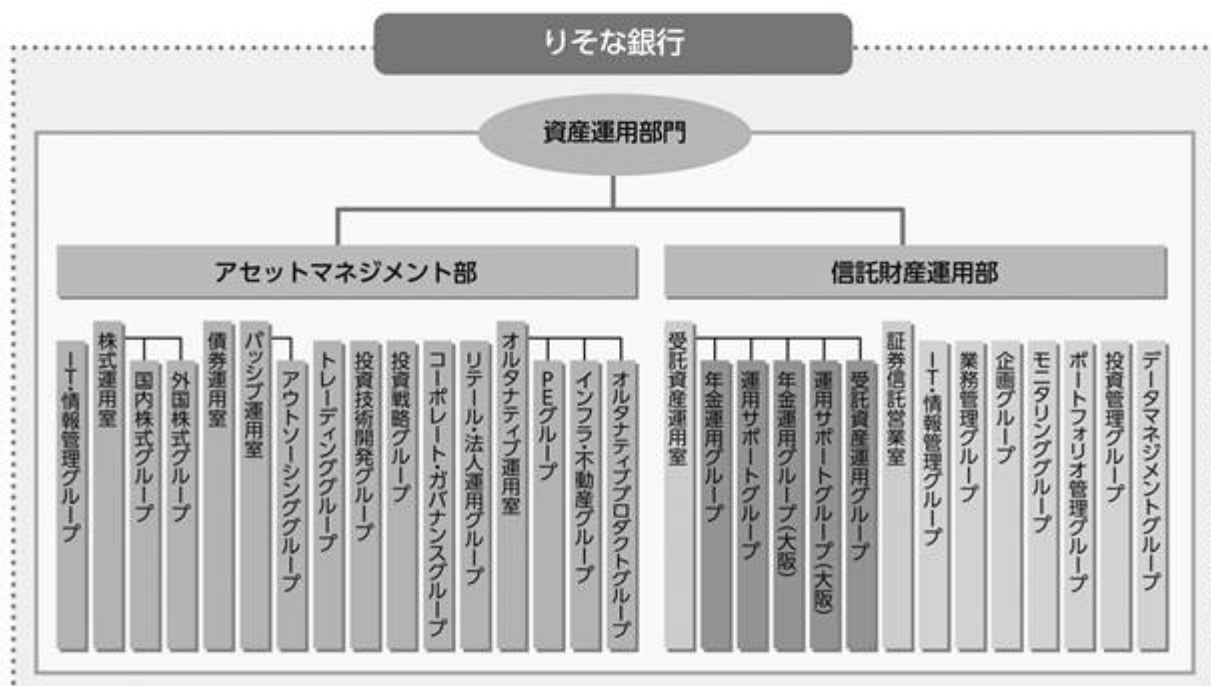 りそな銀行
資産運用部門
アセットマネジメント部
信託財産運用部
IT・情報管理グループ
株式運用室
国内株式グループ
外国株式グループ
債券運用室
パッシブ運用室
アウトソーシンググループ
トレーディンググループ
投資技術開発グループ
投資戦略グループ
コーポレート・ガバナンスグループ
リテール・法人運用グループ
オルタナティブ運用室
PEグループ
インフラ・不動産グループ
オルタナティブプロダクトグループ
受託資産運用室
年金運用グループ
運用サポートグループ
年金運用グループ(大阪)
運用サポートグループ(大阪)
受託資産運用グループ
証券信託営業室
IT・情報管理グループ
業務管理グループ
企画グループ
モニタリンググループ
ポートフォリオ管理グループ
投資管理グループ
データマネジメントグループ